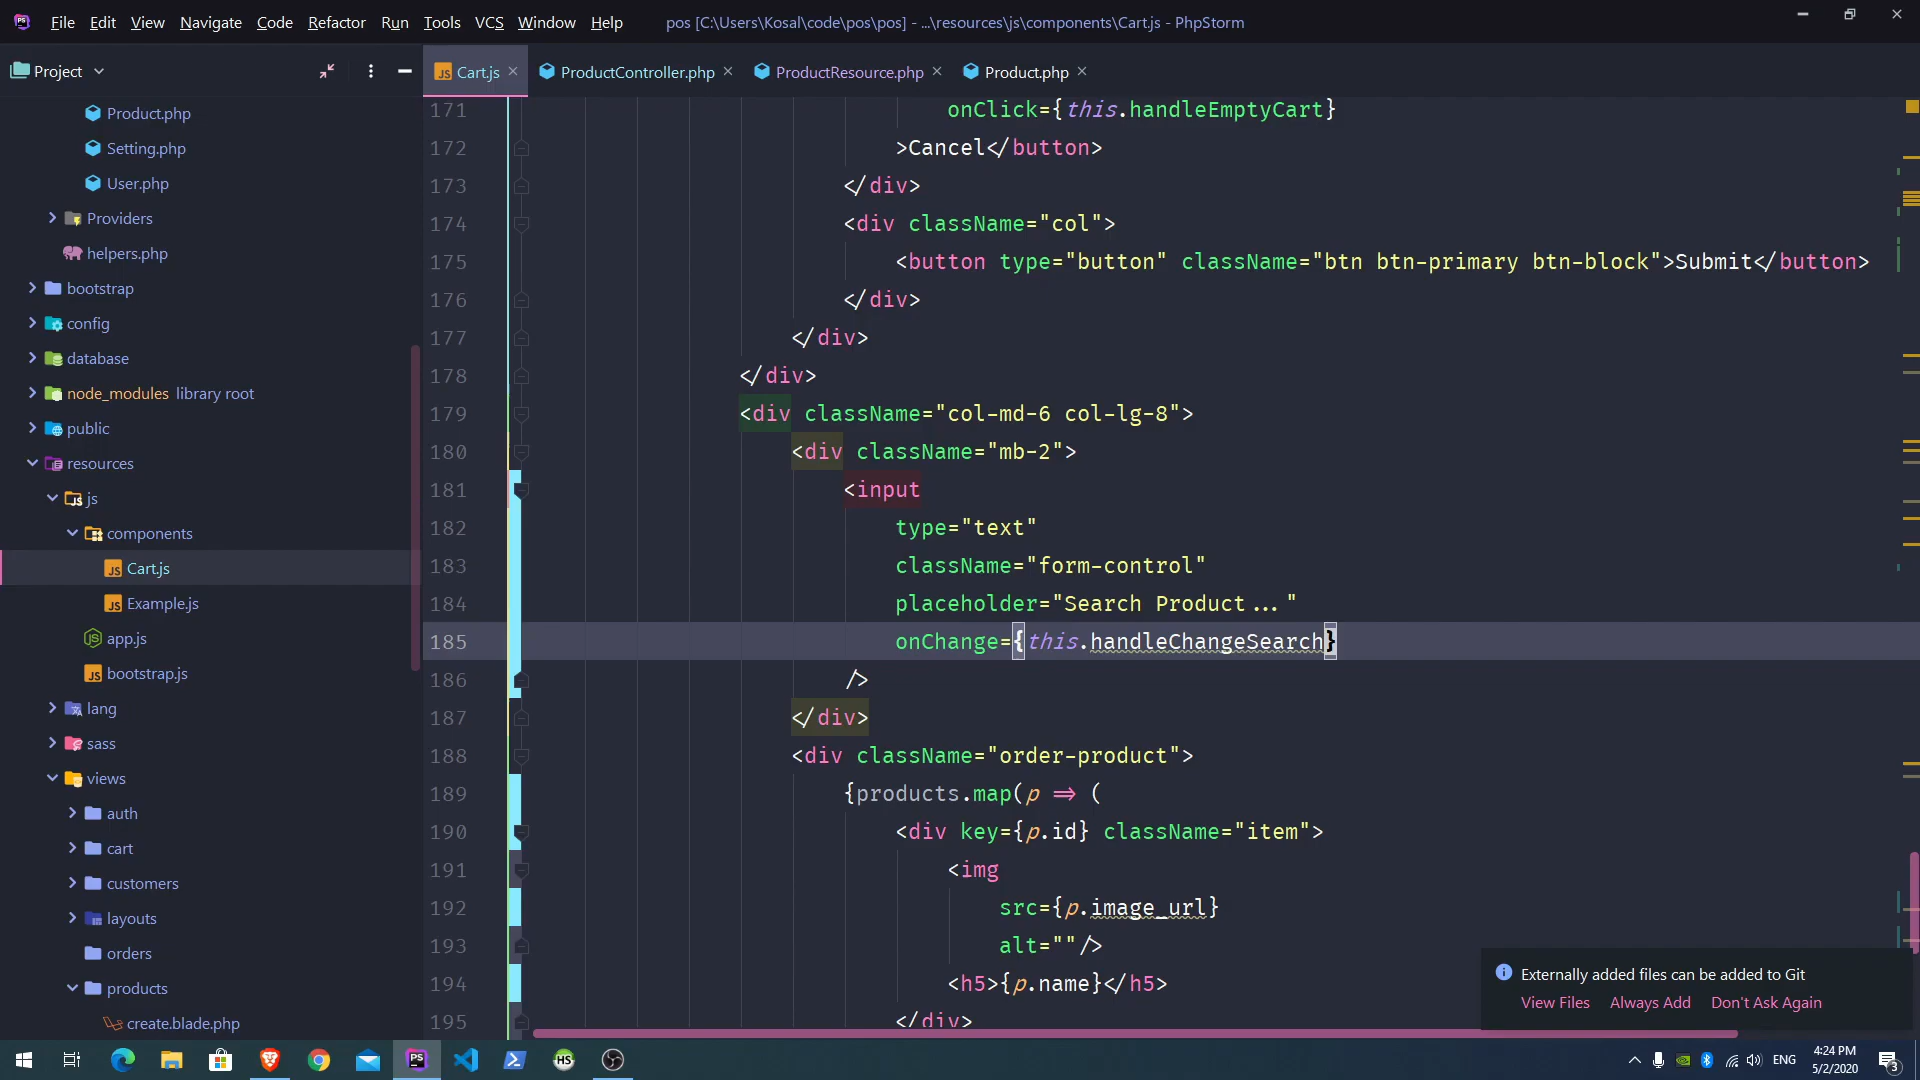 File Edit View Navigate Code Refactor Run Tools VCS Window Help pos [C:\Users\Kosal\code\pos\pos] - ...\resources\js\components\Cart.js - PhpStorm
Project
Cart.js ProductController.php ProductResource.php Product.php
Product.php
Setting.php
User.php
Providers
helpers.php
bootstrap
config
database
node_modules library root
public
resources
js
components
Cart.js
Example.js
app.js
bootstrap.js
lang
sass
views
auth
cart
customers
layouts
orders
products
create.blade.php
171 onClick={this.handleEmptyCart}
172 >Cancel</button>
173 </div>
174 <div className="col">
175 <button type="button" className="btn btn-primary btn-block">Submit</button>
176 </div>
177 </div>
178 </div>
179 <div className="col-md-6 col-lg-8">
180 <div className="mb-2">
181 <input
182 type="text"
183 className="form-control"
184 placeholder="Search Product..."
185 onChange={this.handleChangeSearch}
186 />
187 </div>
188 <div className="order-product">
189 {products.map(p => (
190 <div key={p.id} className="item">
191 <img
192 src={p.image_url}
193 alt=""/>
194 <h5>{p.name}</h5>
195 </div>
Externally added files can be added to Git
View Files Always Add Don't Ask Again
PS
HS
ENG
4:24 PM
5/2/2020
3